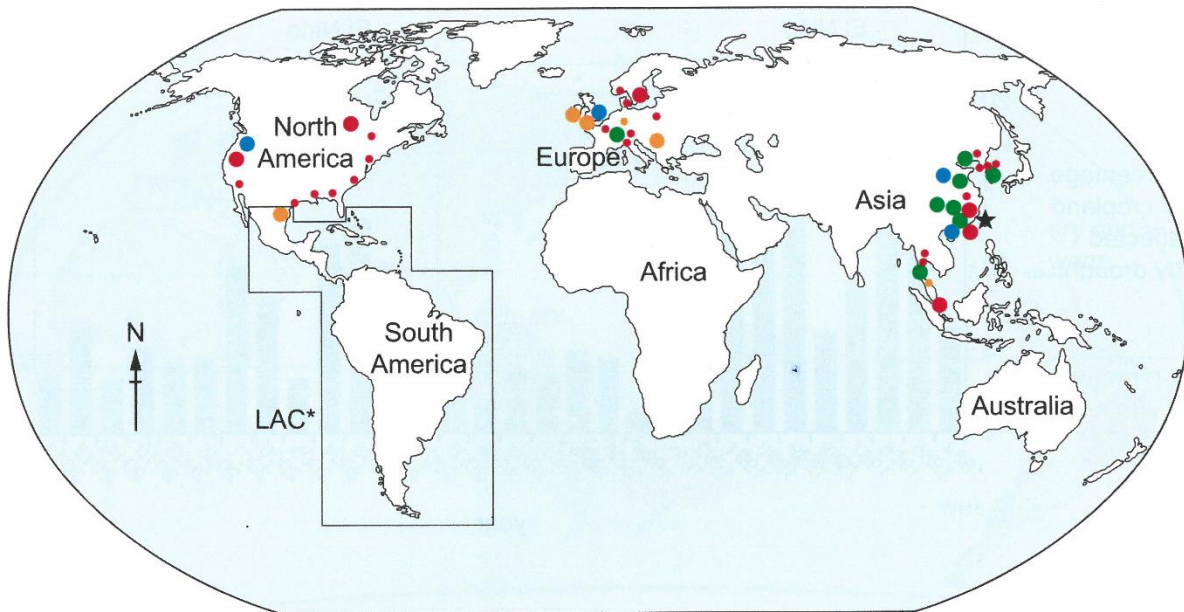 North
America
Europe
Asia
Africa
N
South
America
LAC*
Australia